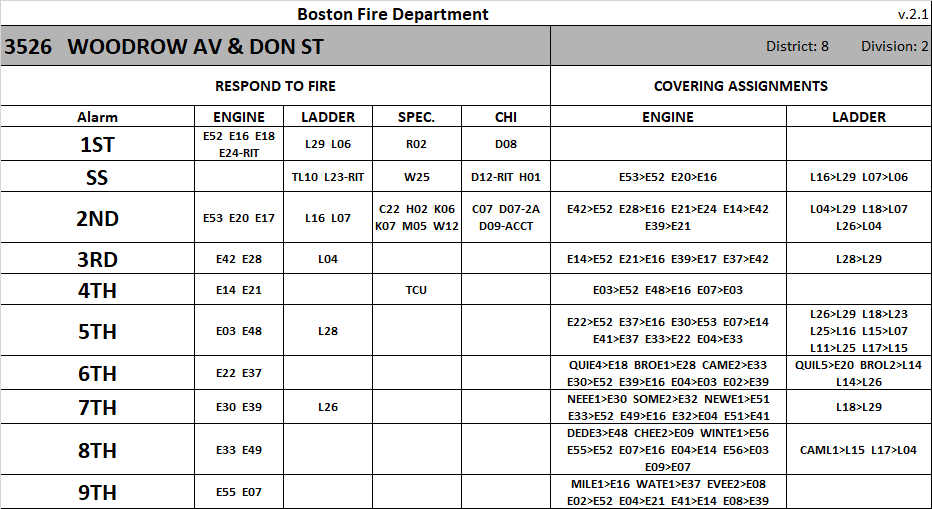 Boston Fire Department v.2.1
3526 WOODROW AV & DON ST District: 8 Division: 2
RESPOND TO FIRE COVERING ASSIGNMENTS
Alarm ENGINE LADDER SPEC. CHI ENGINE LADDER
1ST E52 E16 E18 L29 L06 R02 D08
E24-RIT
SS TL10 L23-RIT W25 D12-RIT H01 E53>E52 E20>E16 L16>L29 L07>L06
2ND E53 E20 E17 L16 L07 C22 H02 K06 C07 D07-2A E42>E52 E28>E16 E21>E24 E14>E42 L04>L29 L18>L07
K07 M05 W12 D09-ACCT E39>E21 L26>L04
3RD E42 E28 L04 E14>E52 E21>E16 E39>E17 E37>E42 L28>L29
4TH E14 E21 TCU E03>E52 E48>E16 E07>E03
5TH E03 E48 L28 E22>E52 E37>E16 E30>E53 E07>E14 L26>L29 L18>L23
E41>E37 E33>E22 E04>E33 L25>L16 L15>L07
L11>L25 L17>L15
6TH E22 E37 QUIE4>E18 BROE1>E28 CAME2>E33 QUIL5>E20 BROL2>L14
E30>E52 E39>E16 E04>E03 E02>E39 L14>L26
7TH E30 E39 L26 NEEE1>E30 SOME2>E32 NEWE1>E51 L18>L29
E33>E52 E49>E16 E32>E04 E51>E41
8TH E33 E49 DEDE3>E48 CHEE2>E09 WINTE1>E56 CAML1>L15 L17>L04
E55>E52 E07>E16 E04>E14 E56>E03
E09>E07
9TH E55 E07 MILE1>E16 WATE1>E37 EVEE2>E08
E02>E52 E04>E21 E41>E14 E08>E39